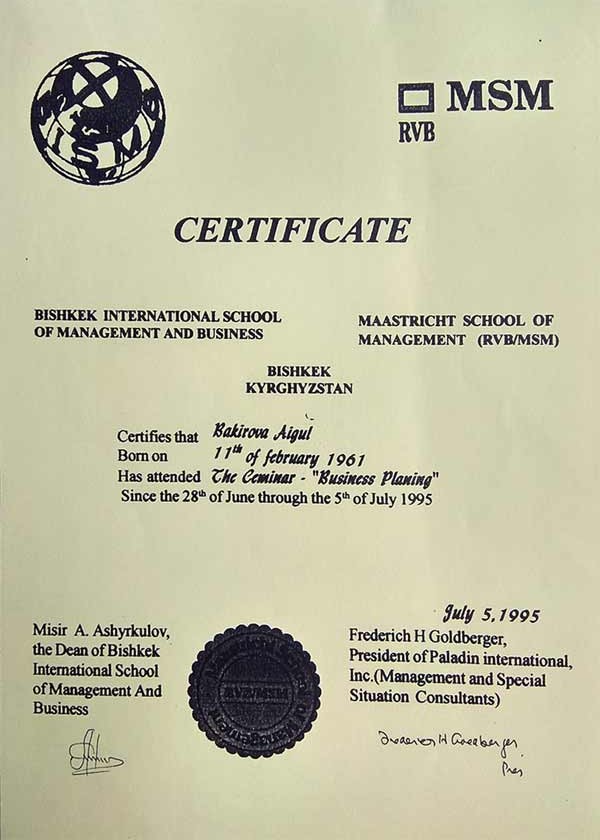 MSM
RVB
CERTIFICATE
BISHKEK INTERNATIONAL SCHOOL
OF MANAGEMENT AND BUSINESS
MAASTRICHT SCHOOL OF
MANAGEMENT (RVB/MSM)
BISHKEK
KYRGHYZSTAN
Certifies that Bakirova Aigul
Born on 11th of february 1961
Has attended The Ceminar - "Business Planing"
Since the 28th of June through the 5th of July 1995
Misir A. Ashyrkulov,
the Dean of Bishkek
International School
of Management And
Business
RVB/MSM
of Management
July 5, 1995
Frederich H Goldberger,
President of Paladin international,
Inc.(Management and Special
Situation Consultants)